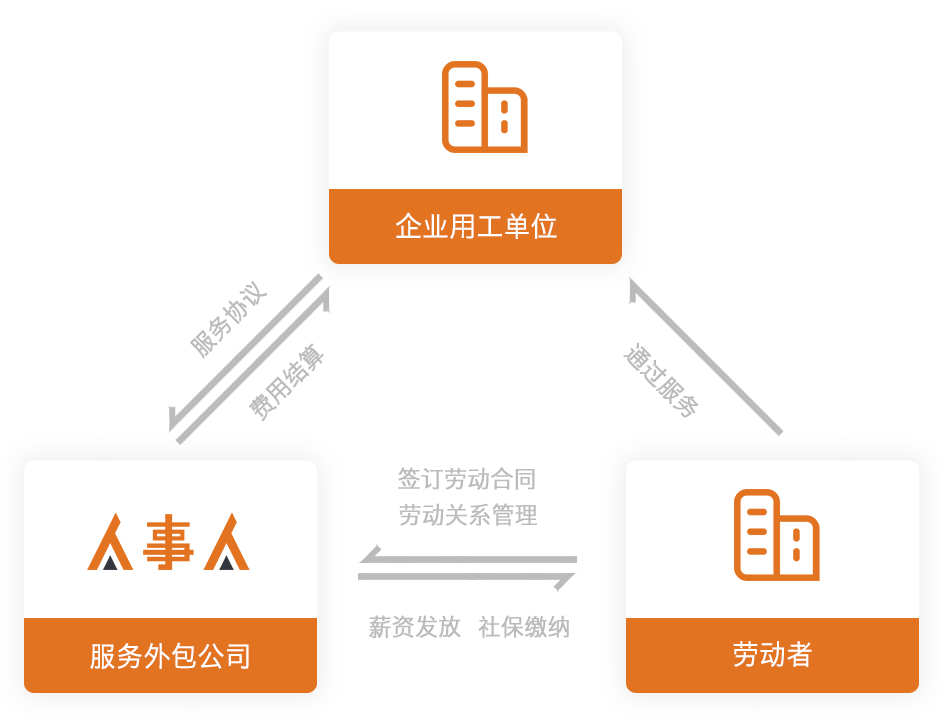 企业用工单位
服务协议
费用结算
通过服务
签订劳动合同
劳动关系管理
人事人
薪资发放 社保缴纳
服务外包公司
劳动者